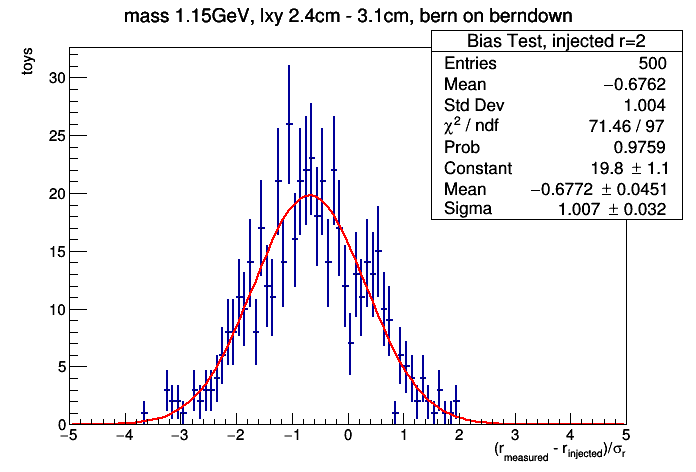 mass 1.15GeV, lxy 2.4cm - 3.1cm, bern on berndown
Bias Test, injected r=2
Entries 500
Mean −0.6762
Std Dev 1.004
χ² / ndf 71.46 / 97
Prob 0.9759
Constant 19.8 ± 1.1
Mean −0.6772 ± 0.0451
Sigma 1.007 ± 0.032
toys
30
25
20
15
10
5
0
−5 −4 −3 −2 −1 0 1 2 3 4 5
(r_measured - r_injected)/σ_r